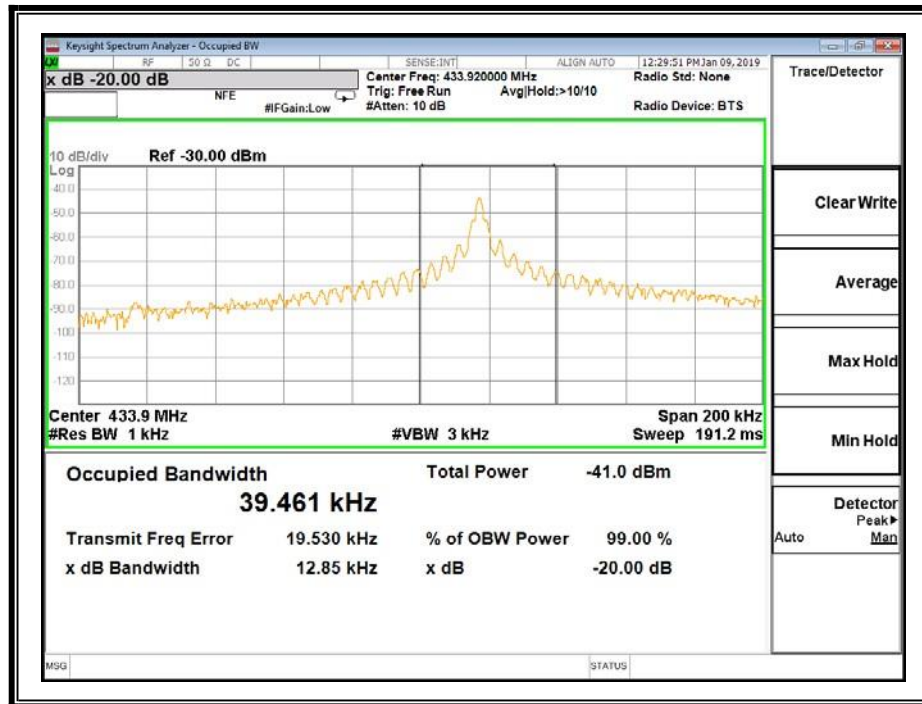 Keysight Spectrum Analyzer - Occupied BW
RF 50 Ω DC SENSE:INT ALIGN AUTO 12:29:51 PM Jan 09, 2019
x dB -20.00 dB
Center Freq: 433.920000 MHz Radio Std: None
NFE Trig: Free Run Avg|Hold:>10/10
#IFGain:Low #Atten: 10 dB Radio Device: BTS
10 dB/div Ref -30.00 dBm
Log
-40.0
-50.0
-60.0
-70.0
-80.0
-90.0
-100
-110
-120
Center 433.9 MHz Span 200 kHz
#Res BW 1 kHz #VBW 3 kHz Sweep 191.2 ms
Occupied Bandwidth Total Power -41.0 dBm
39.461 kHz
Transmit Freq Error 19.530 kHz % of OBW Power 99.00 %
x dB Bandwidth 12.85 kHz x dB -20.00 dB
MSG STATUS
Trace/Detector
Clear Write
Average
Max Hold
Min Hold
Detector
Peak▶
Auto Man